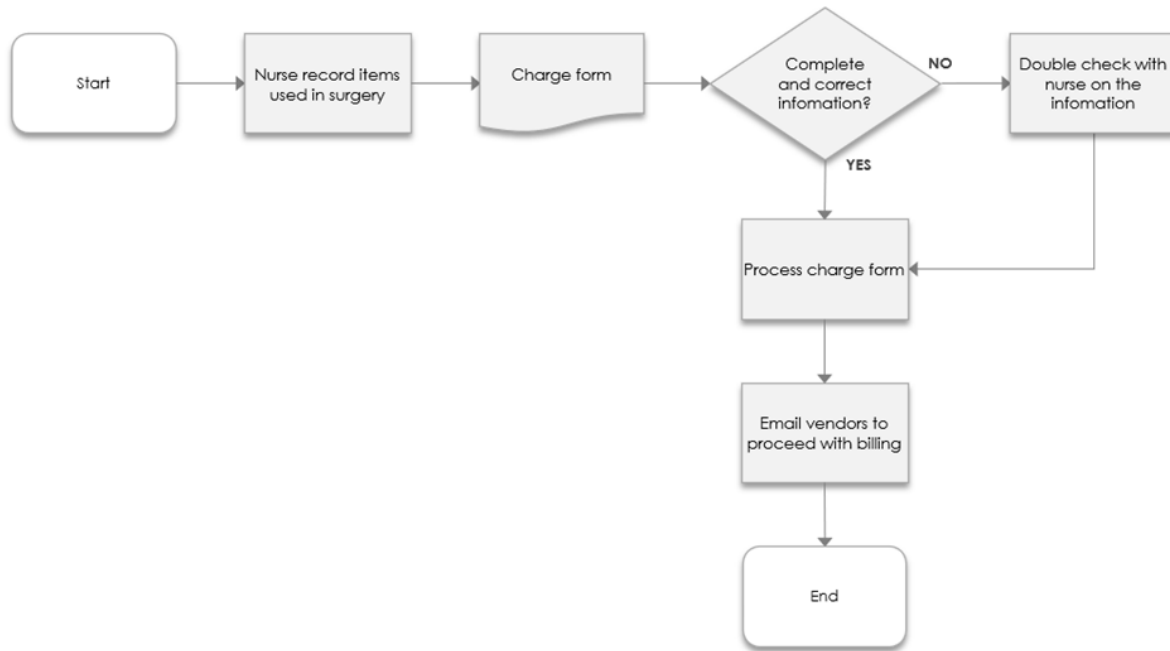 Start
Nurse record items
used in surgery
Charge form
Complete
and correct
infomation?
NO
Double check with
nurse on the
infomation
YES
Process charge form
Email vendors to
proceed with billing
End